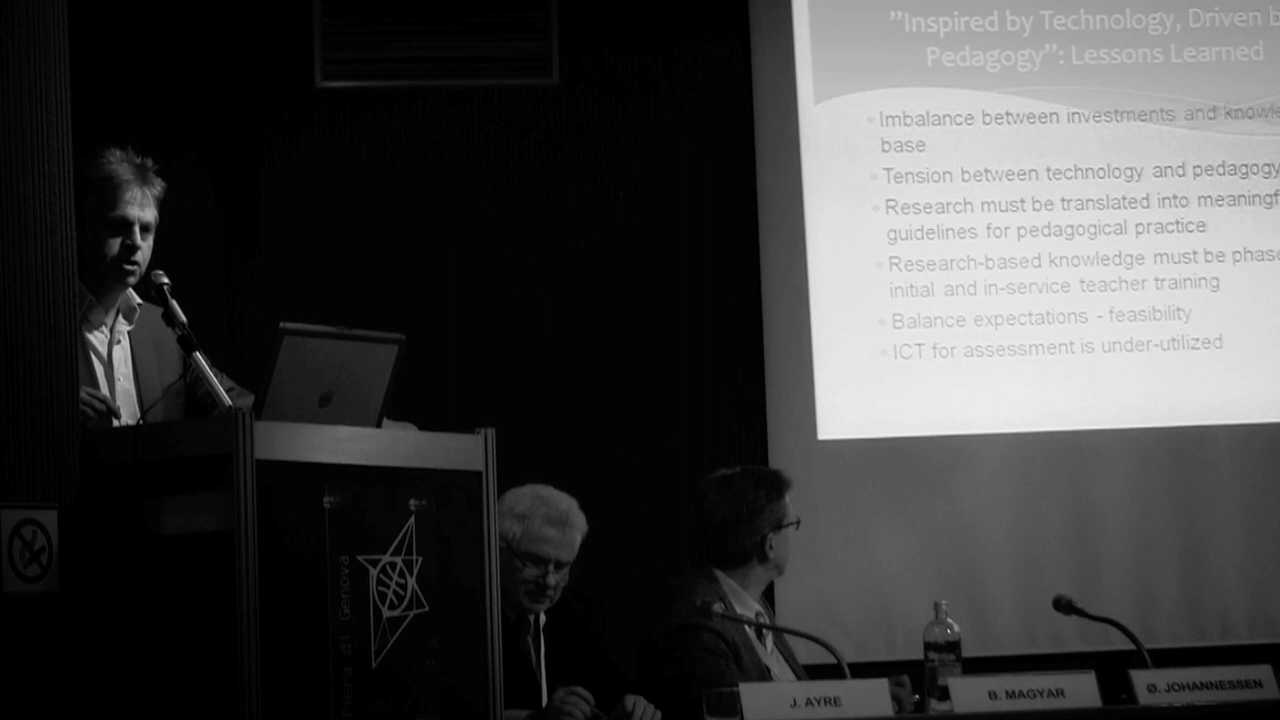 ”Inspired by Technology, Driven b
Pedagogy”: Lessons Learned
Imbalance between investments and knowle
base
Tension between technology and pedagogy
Research must be translated into meaningf
guidelines for pedagogical practice
Research-based knowledge must be phase
initial and in-service teacher training
Balance expectations - feasibility
ICT for assessment is under-utilized
Fiera di Genova
J. AYRE
B. MAGYAR
Ø. JOHANNESSEN